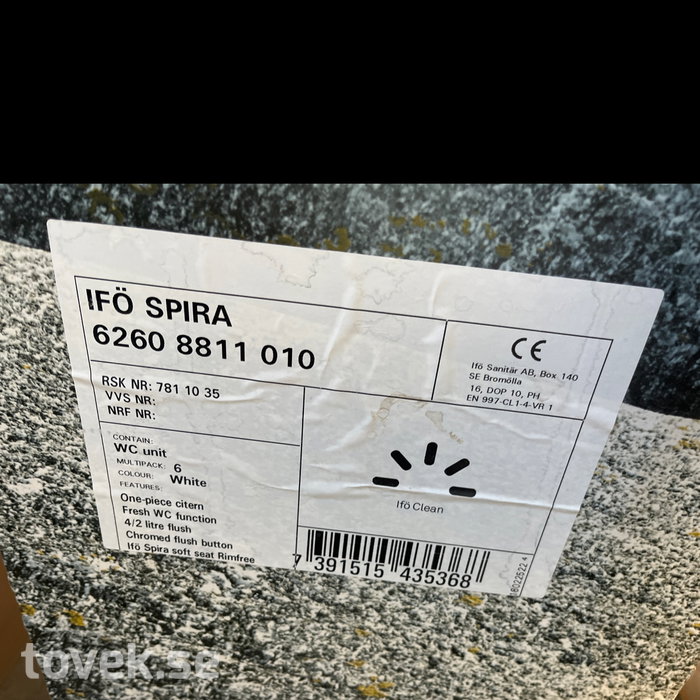 IFÖ SPIRA
6260 8811 010
CE
Ifö Sanitär AB, Box 140
SE Bromölla
16, DOP 10, PH
EN 997-CL1-4-VR 1
RSK NR: 781 10 35
VVS NR:
NRF NR:
CONTAIN:
WC unit
MULTIPACK: 6
COLOUR: White
FEATURES:
One-piece citern
Fresh WC function
4/2 litre flush
Chromed flush button
Ifö Spira soft seat Rimfree
Ifö Clean
7 391515 435368
tovek.se